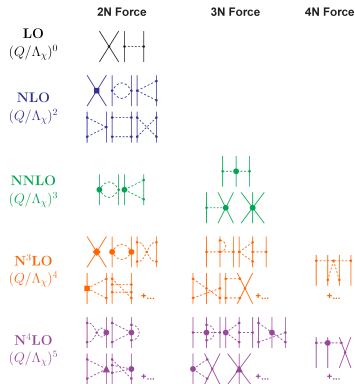 2N Force 3N Force 4N Force
LO
(Q/Λχ)⁰
NLO
(Q/Λχ)²
NNLO
(Q/Λχ)³
N³LO
(Q/Λχ)⁴
+... +... +...
N⁴LO
(Q/Λχ)⁵
+... +... +...